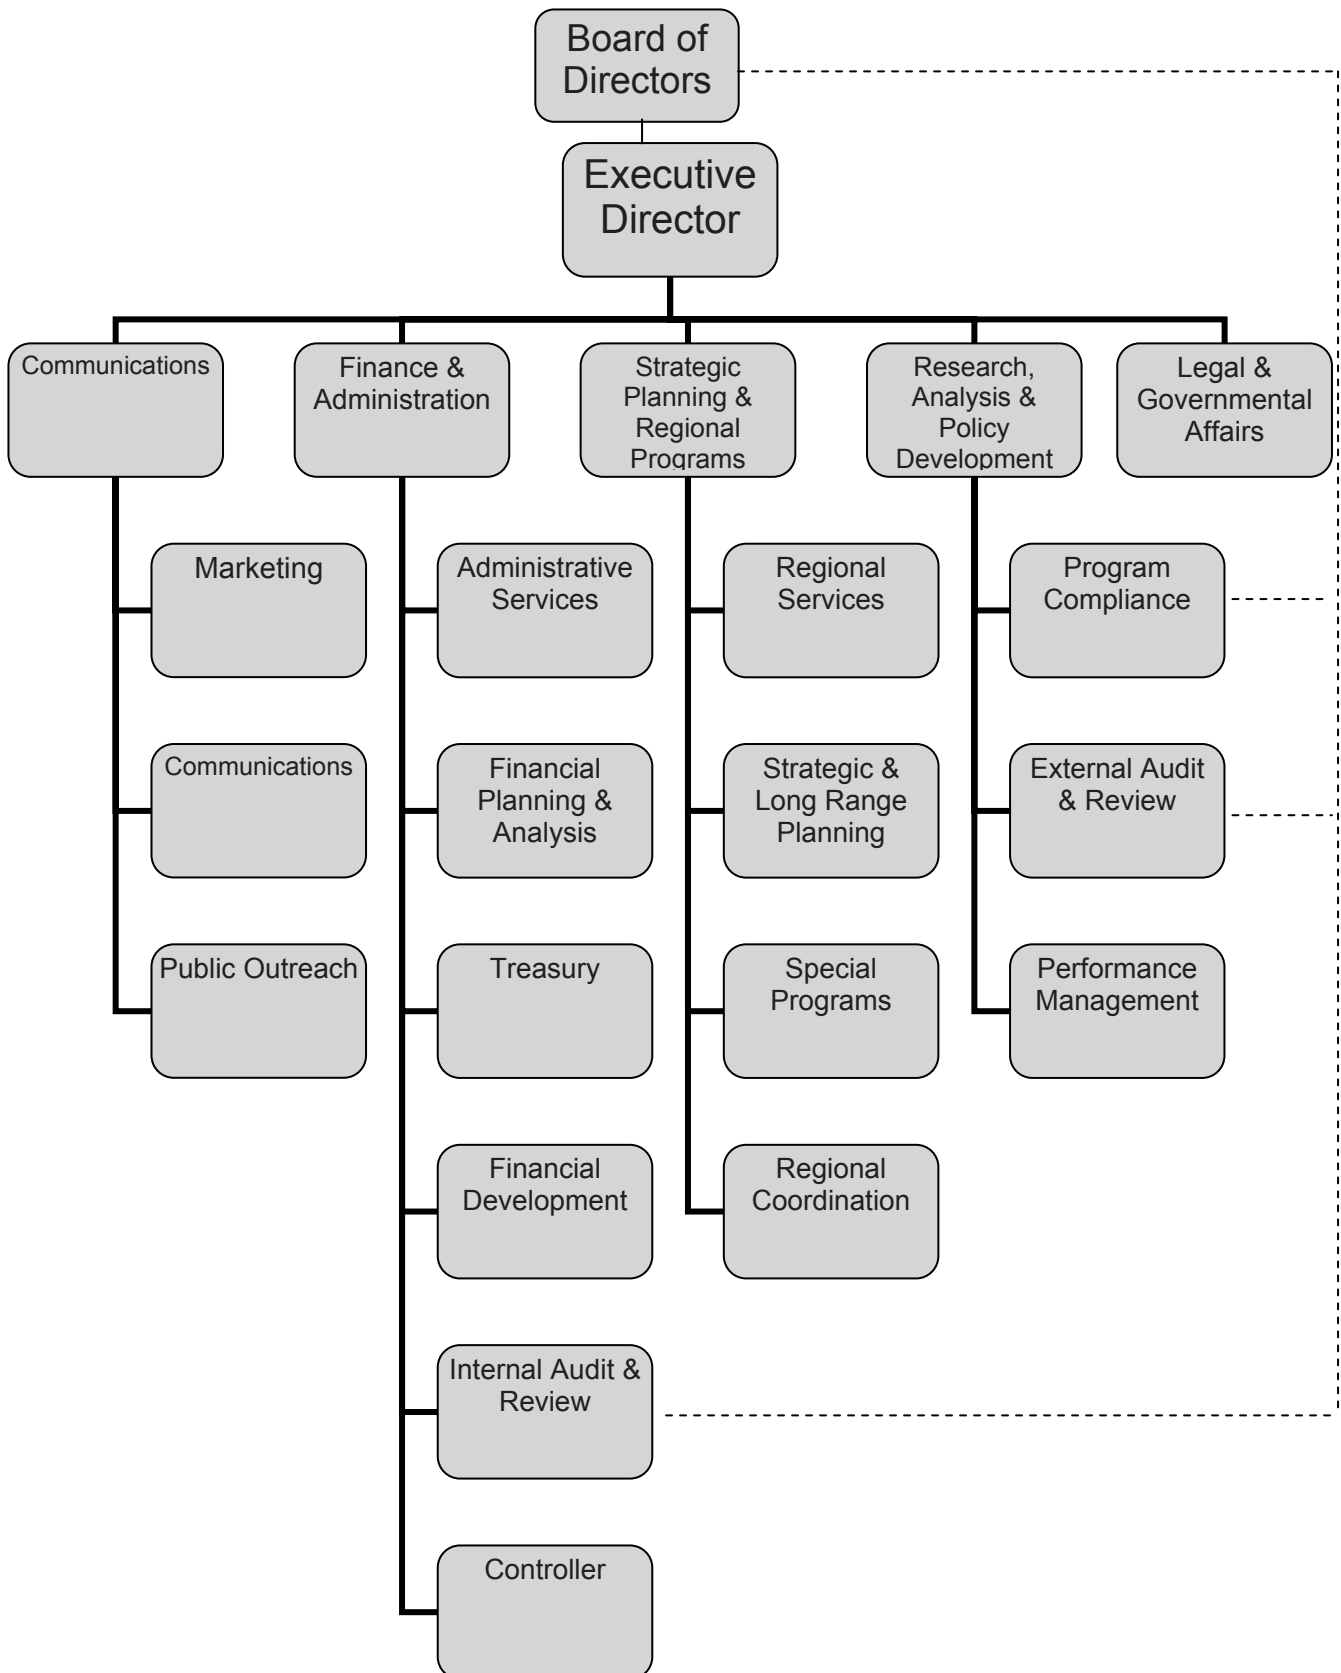 Board of
Directors
Executive
Director
Communications
Finance &
Administration
Strategic
Planning &
Regional
Programs
Research,
Analysis &
Policy
Development
Legal &
Governmental
Affairs
Marketing
Administrative
Services
Regional
Services
Program
Compliance
Communications
Financial
Planning &
Analysis
Strategic &
Long Range
Planning
External Audit
& Review
Public Outreach
Treasury
Special
Programs
Performance
Management
Financial
Development
Regional
Coordination
Internal Audit &
Review
Controller